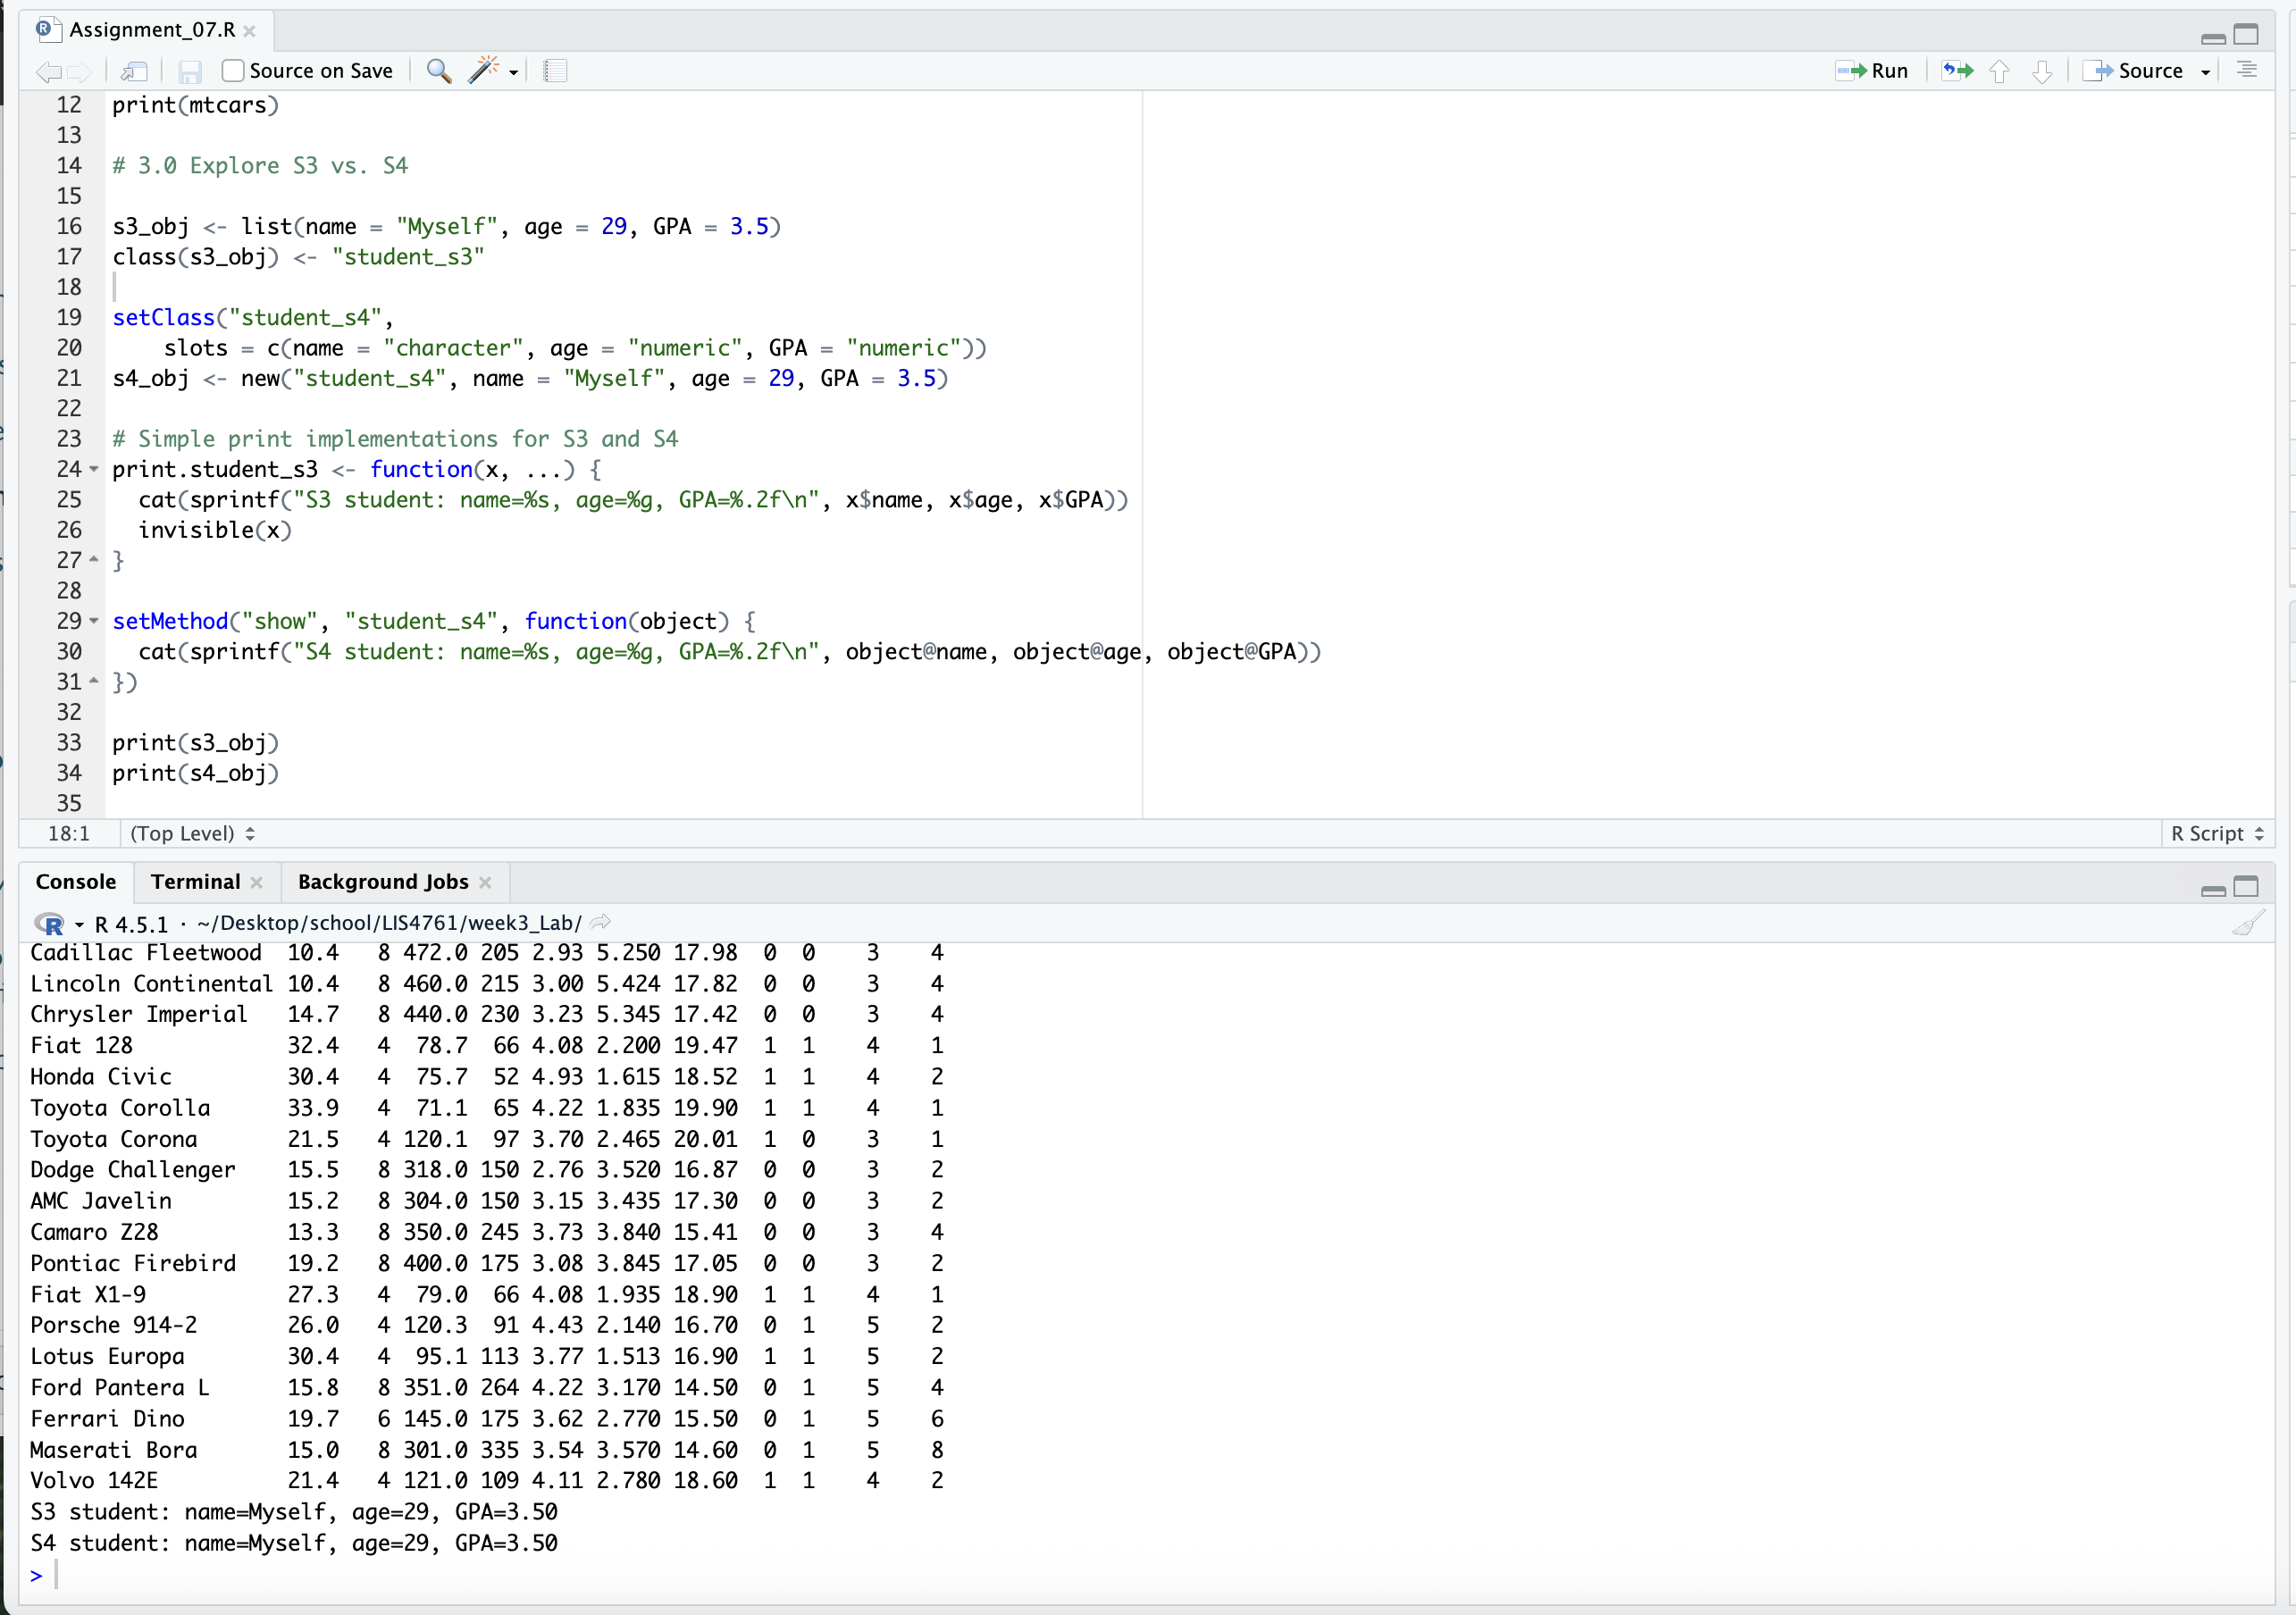 Assignment_07.R
Source on Save
Run
Source
12 print(mtcars)
13
14 # 3.0 Explore S3 vs. S4
15
16 s3_obj <- list(name = "Myself", age = 29, GPA = 3.5)
17 class(s3_obj) <- "student_s3"
18
19 setClass("student_s4",
20     slots = c(name = "character", age = "numeric", GPA = "numeric"))
21 s4_obj <- new("student_s4", name = "Myself", age = 29, GPA = 3.5)
22
23 # Simple print implementations for S3 and S4
24 print.student_s3 <- function(x, ...) {
25   cat(sprintf("S3 student: name=%s, age=%g, GPA=%.2f\n", x$name, x$age, x$GPA))
26   invisible(x)
27 }
28
29 setMethod("show", "student_s4", function(object) {
30   cat(sprintf("S4 student: name=%s, age=%g, GPA=%.2f\n", object@name, object@age, object@GPA))
31 })
32
33 print(s3_obj)
34 print(s4_obj)
35
18:1 (Top Level) R Script
Console Terminal Background Jobs
R R 4.5.1 · ~/Desktop/school/LIS4761/week3_Lab/
Cadillac Fleetwood  10.4   8 472.0 205 2.93 5.250 17.98  0  0    3    4
Lincoln Continental 10.4   8 460.0 215 3.00 5.424 17.82  0  0    3    4
Chrysler Imperial   14.7   8 440.0 230 3.23 5.345 17.42  0  0    3    4
Fiat 128            32.4   4  78.7  66 4.08 2.200 19.47  1  1    4    1
Honda Civic         30.4   4  75.7  52 4.93 1.615 18.52  1  1    4    2
Toyota Corolla      33.9   4  71.1  65 4.22 1.835 19.90  1  1    4    1
Toyota Corona       21.5   4 120.1  97 3.70 2.465 20.01  1  0    3    1
Dodge Challenger    15.5   8 318.0 150 2.76 3.520 16.87  0  0    3    2
AMC Javelin         15.2   8 304.0 150 3.15 3.435 17.30  0  0    3    2
Camaro Z28          13.3   8 350.0 245 3.73 3.840 15.41  0  0    3    4
Pontiac Firebird    19.2   8 400.0 175 3.08 3.845 17.05  0  0    3    2
Fiat X1-9           27.3   4  79.0  66 4.08 1.935 18.90  1  1    4    1
Porsche 914-2       26.0   4 120.3  91 4.43 2.140 16.70  0  1    5    2
Lotus Europa        30.4   4  95.1 113 3.77 1.513 16.90  1  1    5    2
Ford Pantera L      15.8   8 351.0 264 4.22 3.170 14.50  0  1    5    4
Ferrari Dino        19.7   6 145.0 175 3.62 2.770 15.50  0  1    5    6
Maserati Bora       15.0   8 301.0 335 3.54 3.570 14.60  0  1    5    8
Volvo 142E          21.4   4 121.0 109 4.11 2.780 18.60  1  1    4    2
S3 student: name=Myself, age=29, GPA=3.50
S4 student: name=Myself, age=29, GPA=3.50
>